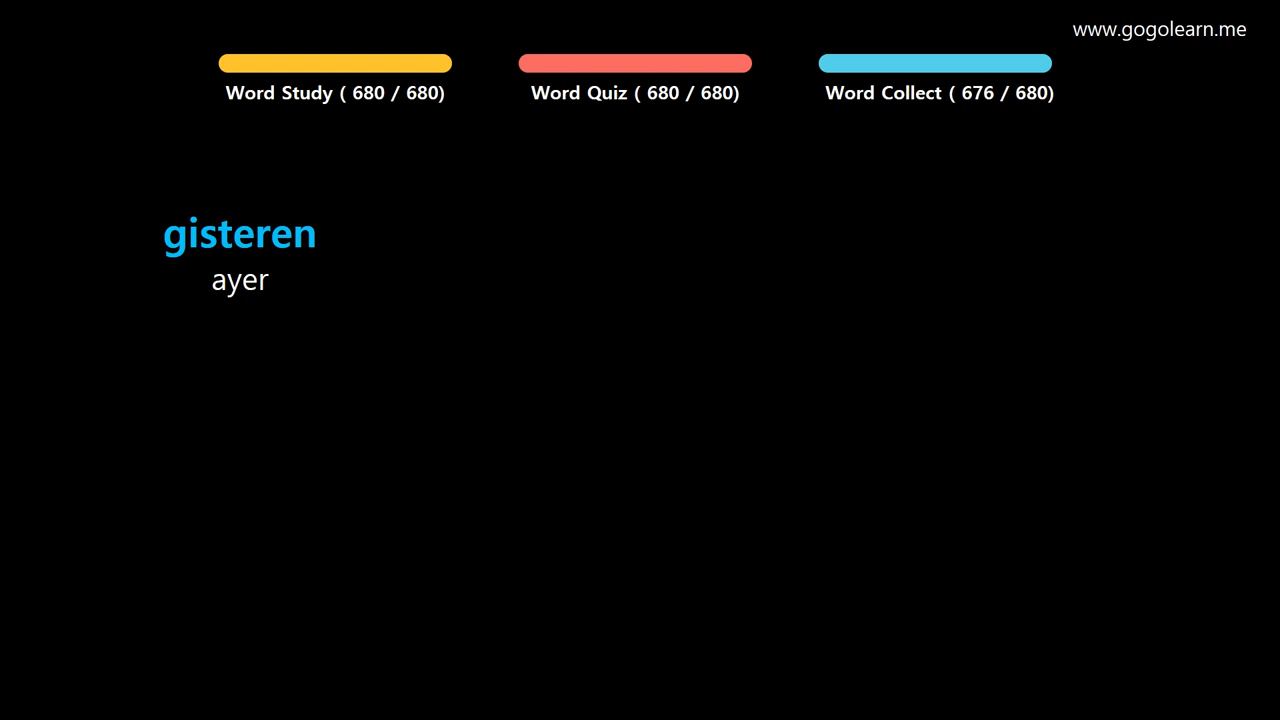 www.gogolearn.me
Word Study ( 680 / 680)
Word Quiz ( 680 / 680)
Word Collect ( 676 / 680)
gisteren
ayer